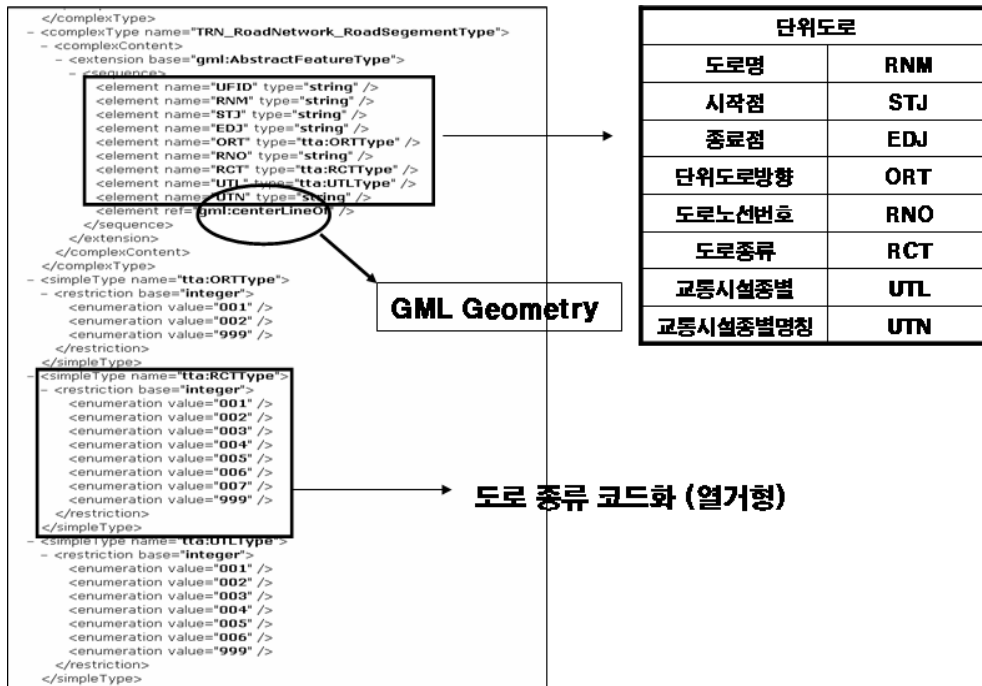 </complexType>
- <complexType name="TRN_RoadNetwork_RoadSegementType">
- <complexContent>
- <extension base="gml:AbstractFeatureType">
- <sequence>
<element name="UFID" type="string" />
<element name="RNM" type="string" />
<element name="STJ" type="string" />
<element name="EDJ" type="string" />
<element name="ORT" type="tta:ORTType" />
<element name="RNO" type="string" />
<element name="RCT" type="tta:RCTType" />
<element name="UTL" type="tta:UTLType" />
<element name="UTN" type="string" />
<element ref="gml:centerLineOf" />
</sequence>
</extension>
</complexContent>
</complexType>
- <simpleType name="tta:ORTType">
- <restriction base="integer">
<enumeration value="001" />
<enumeration value="002" />
<enumeration value="999" />
</restriction>
</simpleType>
- <simpleType name="tta:RCTType">
- <restriction base="integer">
<enumeration value="001" />
<enumeration value="002" />
<enumeration value="003" />
<enumeration value="004" />
<enumeration value="005" />
<enumeration value="006" />
<enumeration value="007" />
<enumeration value="999" />
</restriction>
</simpleType>
- <simpleType name="tta:UTLType">
- <restriction base="integer">
<enumeration value="001" />
<enumeration value="002" />
<enumeration value="003" />
<enumeration value="004" />
<enumeration value="005" />
<enumeration value="006" />
<enumeration value="999" />
</restriction>
</simpleType>
GML Geometry
도로 종류 코드화 (열거형)
단위도로
도로명 RNM
시작점 STJ
종료점 EDJ
단위도로방향 ORT
도로노선번호 RNO
도로종류 RCT
교통시설종별 UTL
교통시설종별명칭 UTN